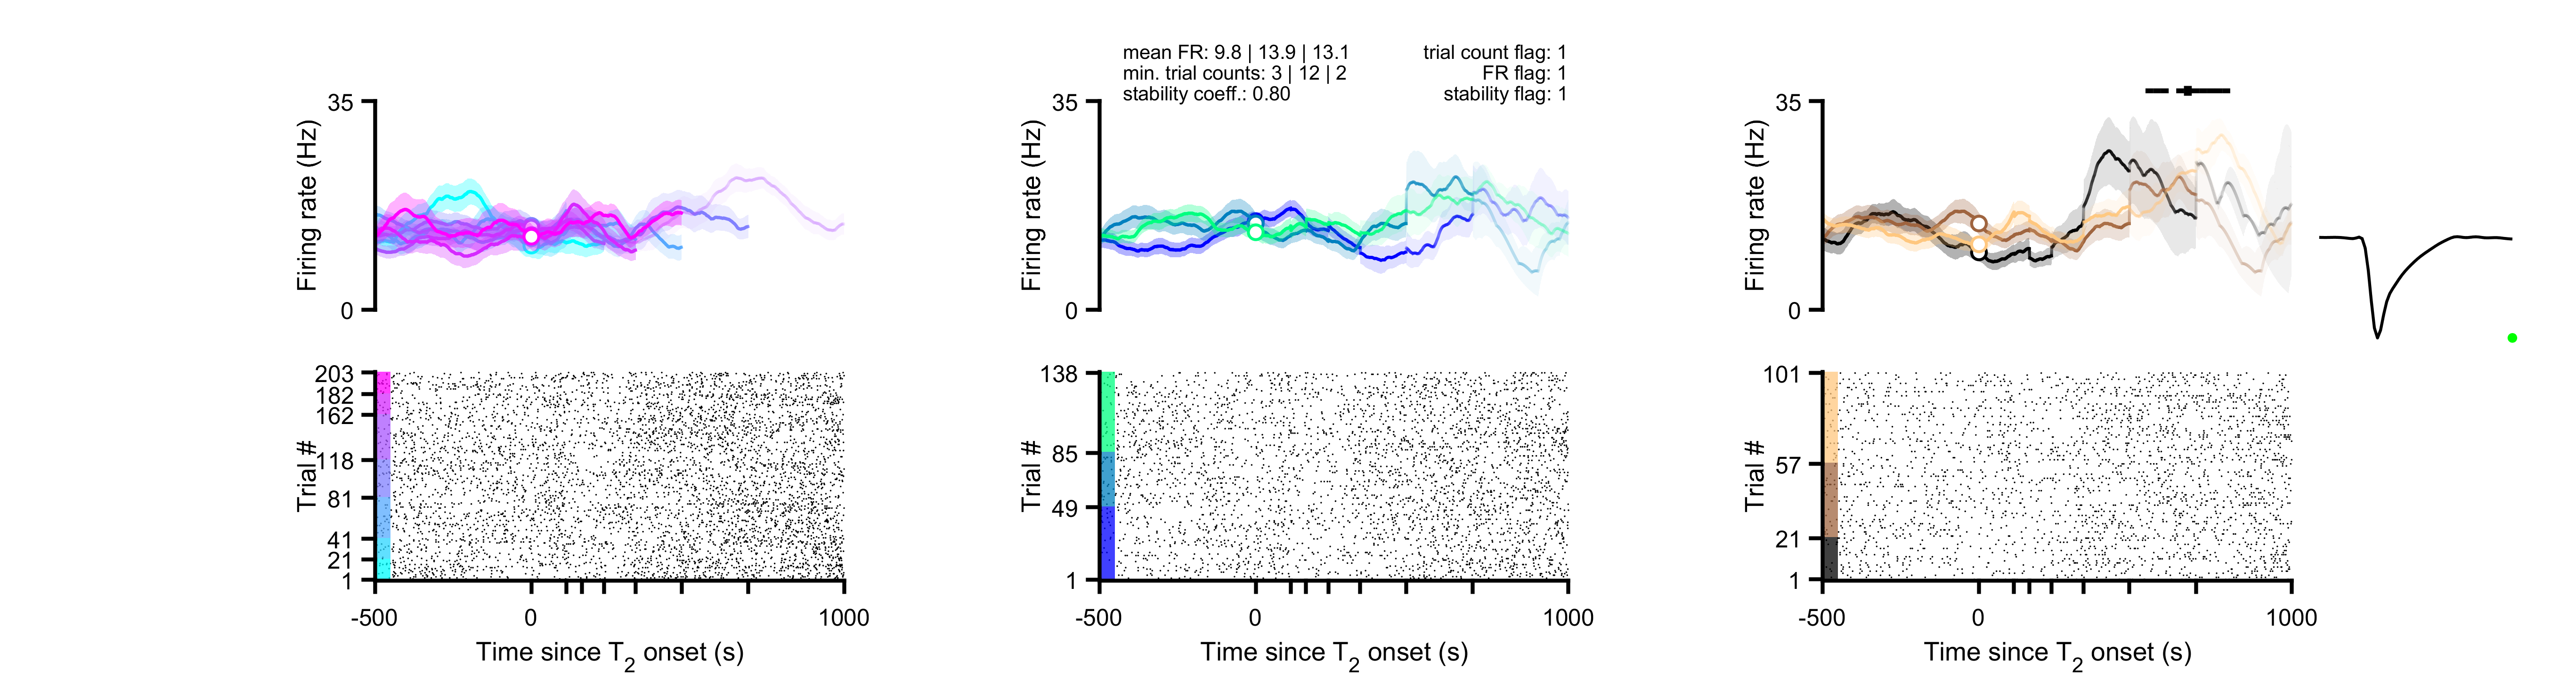 mean FR: 9.8 | 13.9 | 13.1
min. trial counts: 3 | 12 | 2
stability coeff.: 0.80
trial count flag: 1
FR flag: 1
stability flag: 1
35
Firing rate (Hz)
0
203
182
162
118
81
41
21
1
Trial #
-500
0
1000
Time since T2 onset (s)
35
Firing rate (Hz)
0
138
85
49
1
Trial #
-500
0
1000
Time since T2 onset (s)
35
Firing rate (Hz)
0
101
57
21
1
Trial #
-500
0
1000
Time since T2 onset (s)